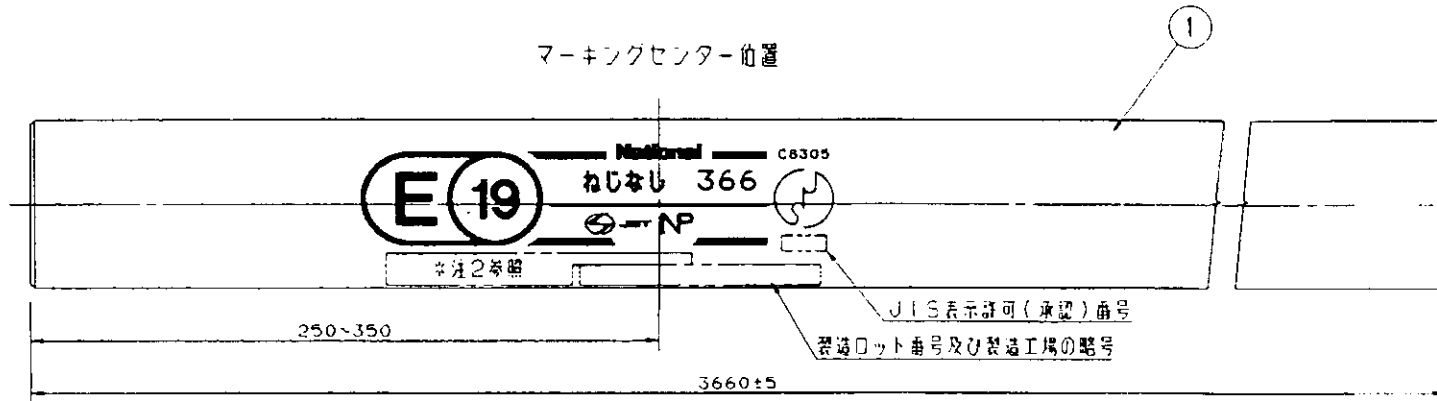 ①
マーキングセンター位置
National C8305
E 19 ねじなし 366
JET NP
※注2参照
JIS表示許可(承認)番号
250~350
製造ロット番号及び製造工場の略号
3660±5